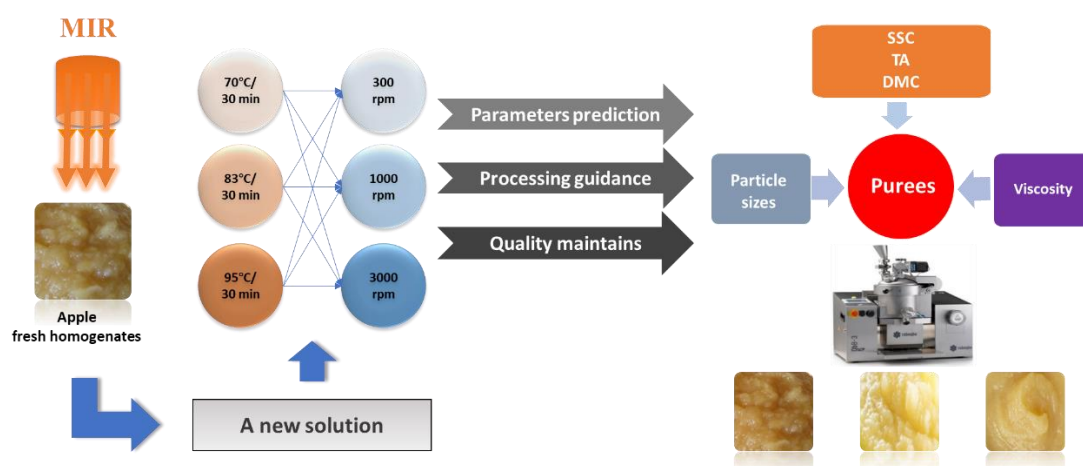 MIR
Apple
fresh homogenates
70°C/
30 min
83°C/
30 min
95°C/
30 min
300
rpm
1000
rpm
3000
rpm
A new solution
Parameters prediction
Processing guidance
Quality maintains
SSC
TA
DMC
Particle
sizes
Purees
Viscosity